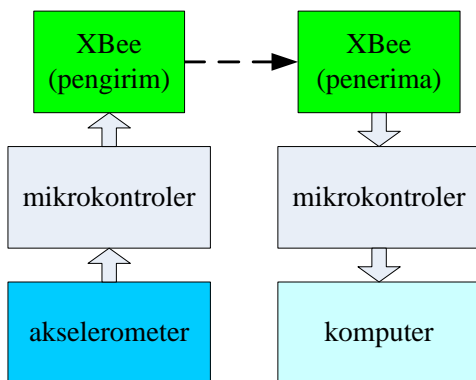 XBee
(pengirim)
XBee
(penerima)
mikrokontroler
mikrokontroler
akselerometer
komputer